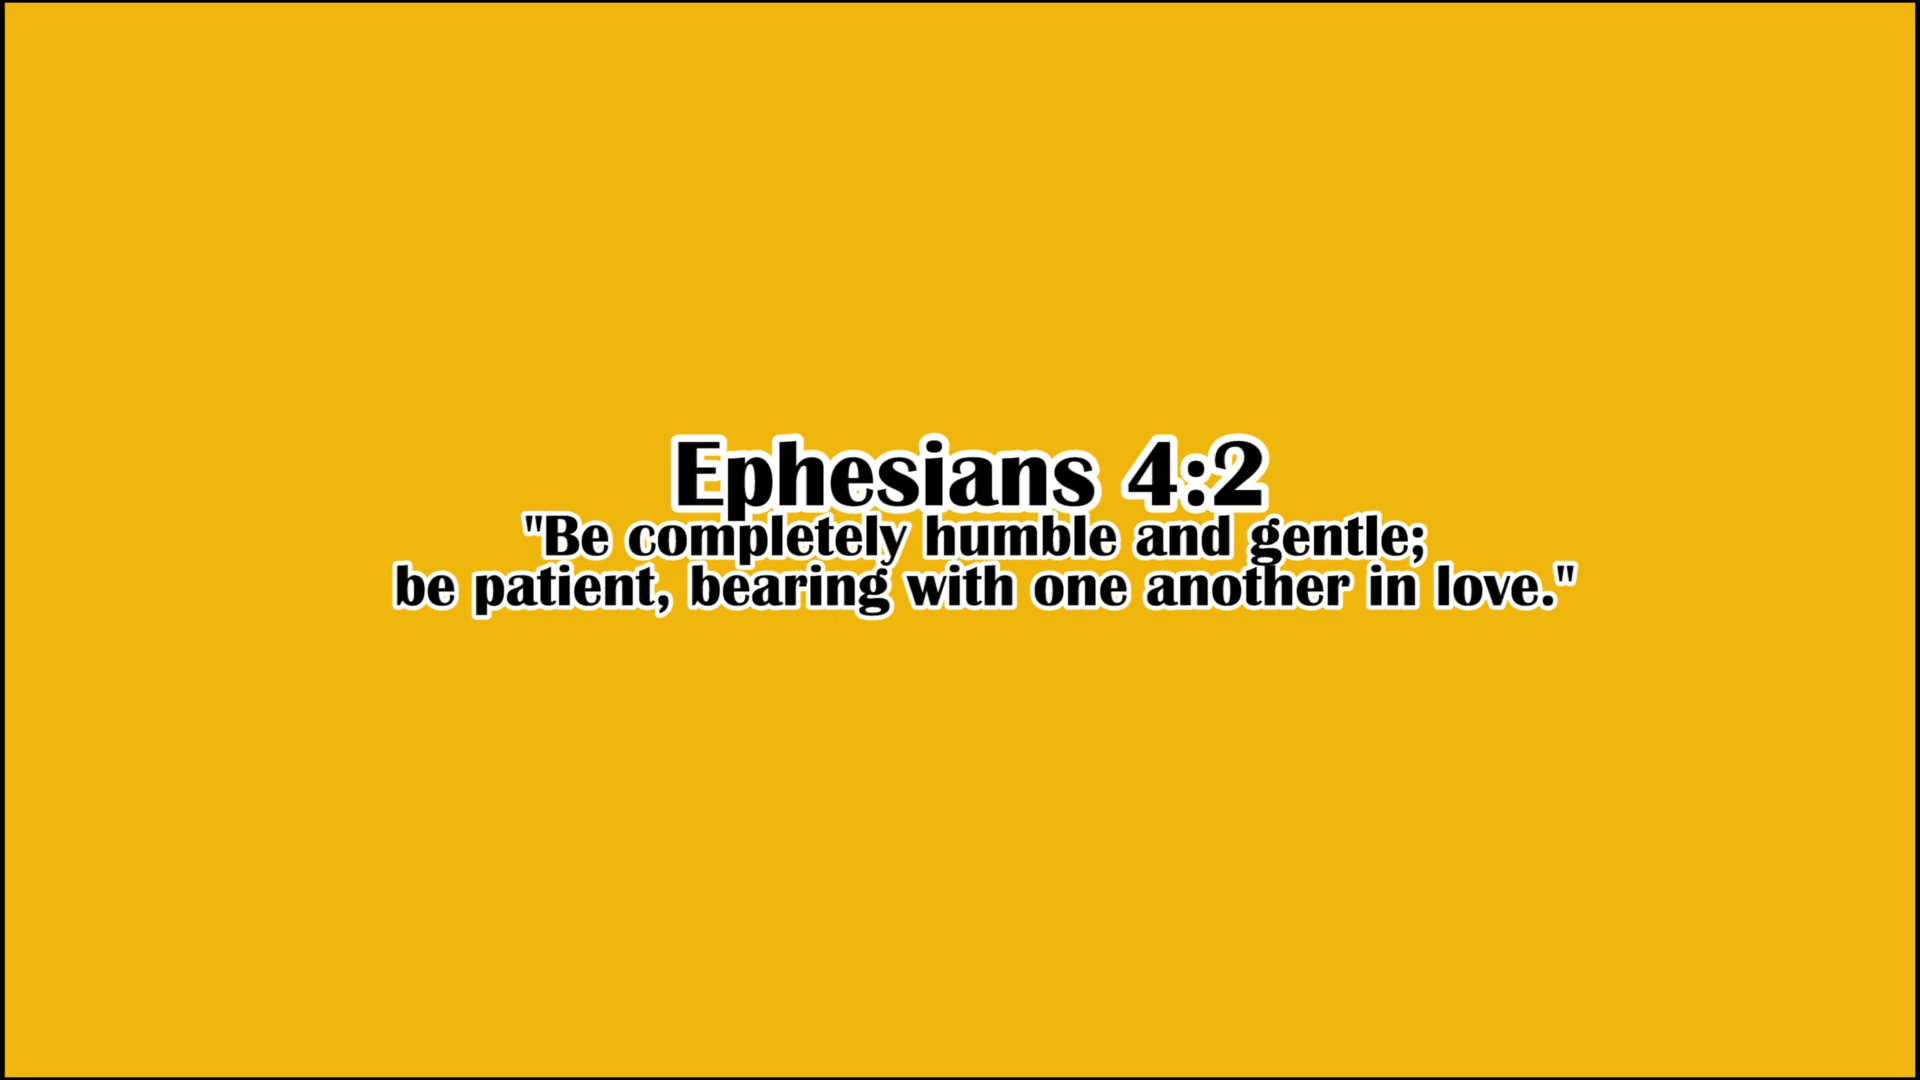 Ephesians 4:2
"Be completely humble and gentle;
be patient, bearing with one another in love."